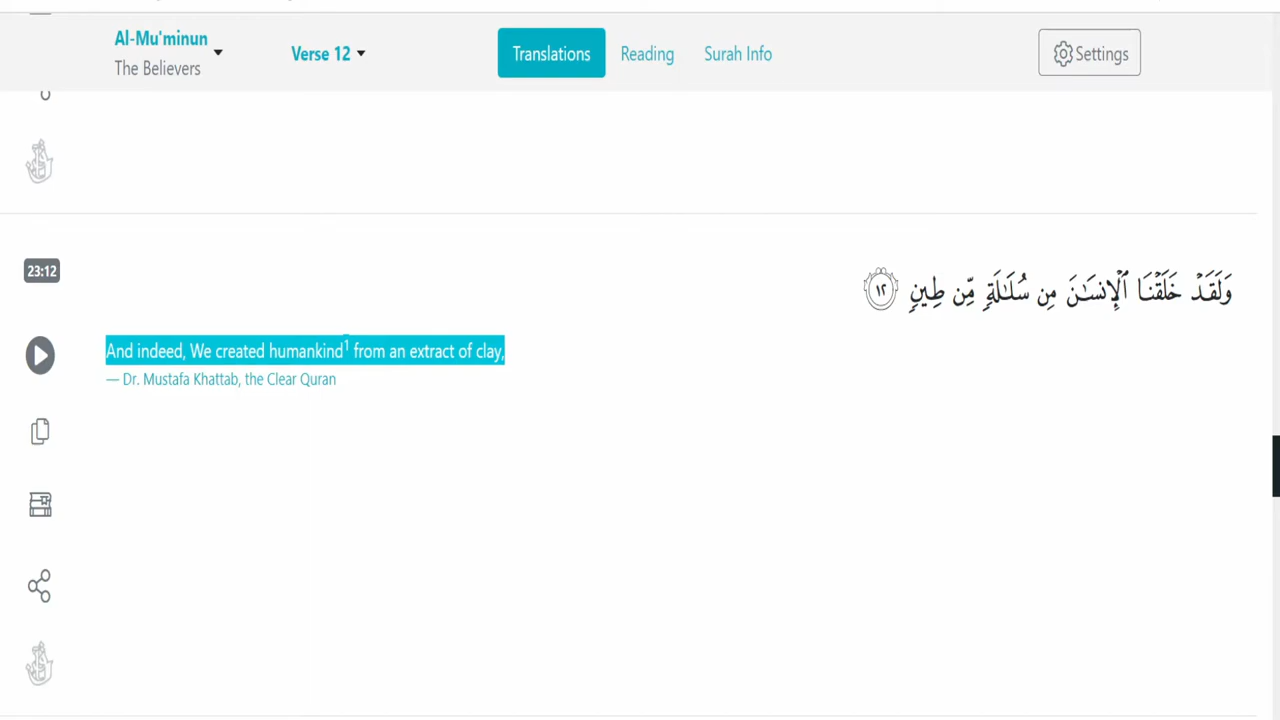 Al-Mu'minun
The Believers
Verse 12
Translations
Reading
Surah Info
Settings
23:12
وَلَقَدْ خَلَقْنَا ٱلْإِنسَـٰنَ مِن سُلَـٰلَةٍ مِّن طِينٍ ١٢
And indeed, We created humankind1 from an extract of clay,
— Dr. Mustafa Khattab, the Clear Quran